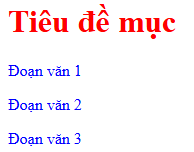 Tiêu đề mục
Đoạn văn 1
Đoạn văn 2
Đoạn văn 3